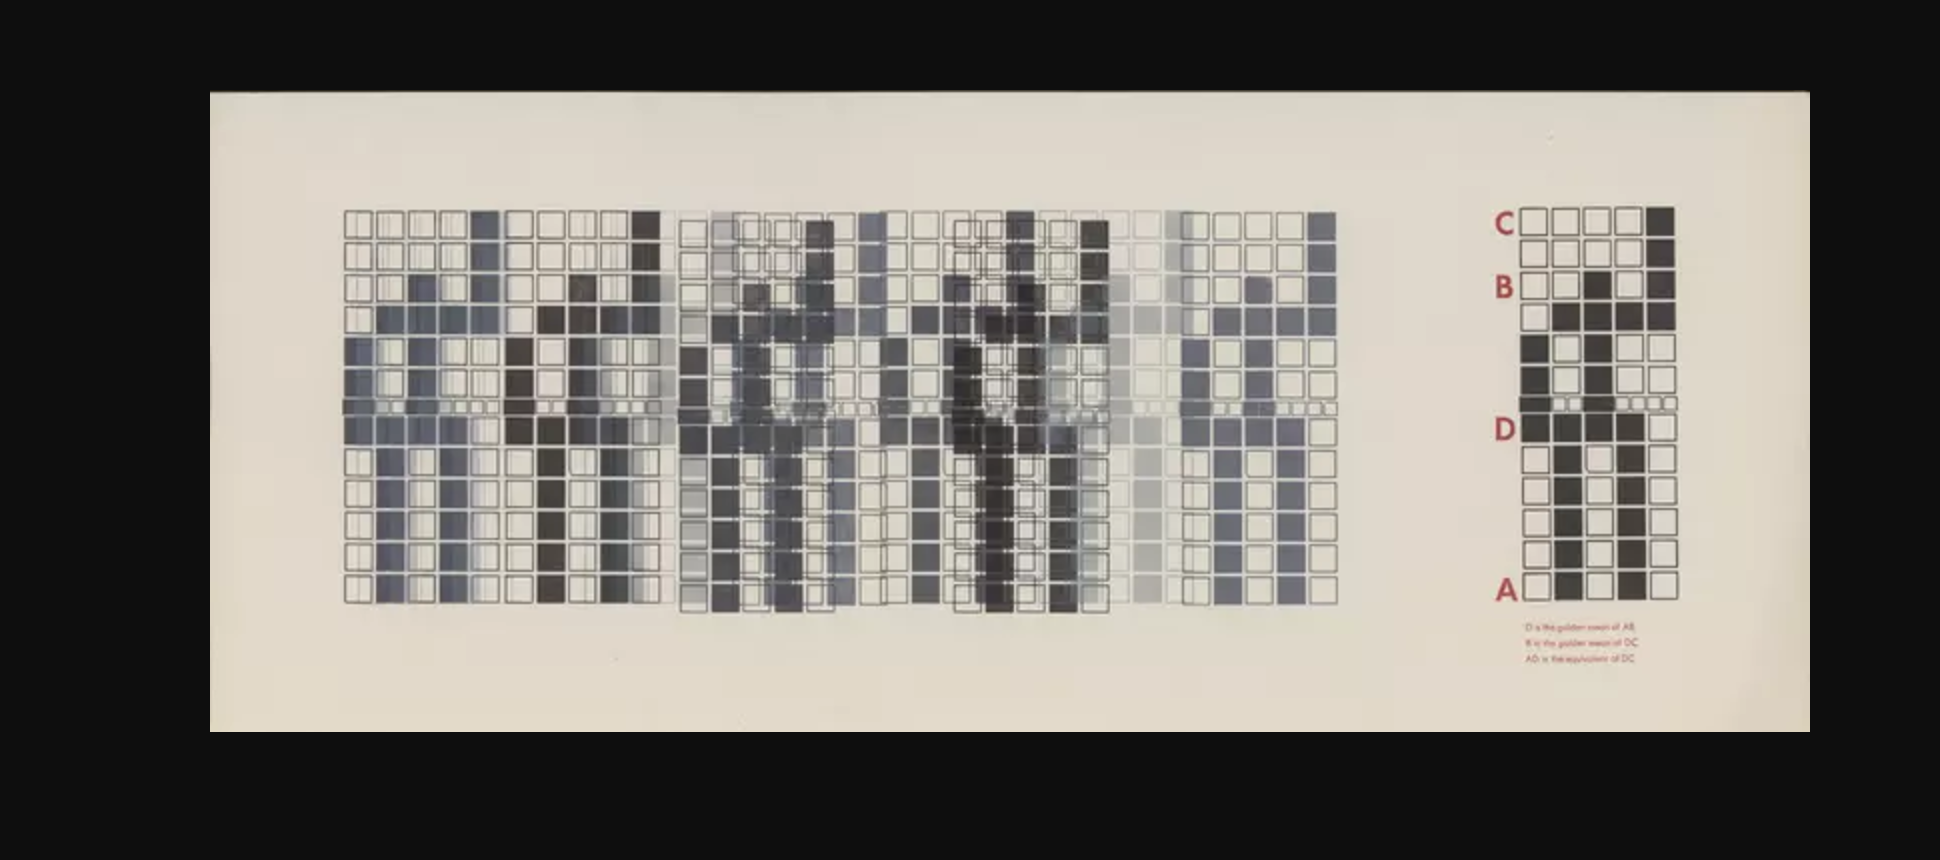 C
B
D
A
D is the golden mean of AB
B is the golden mean of DC
AD is the equivalent of DC